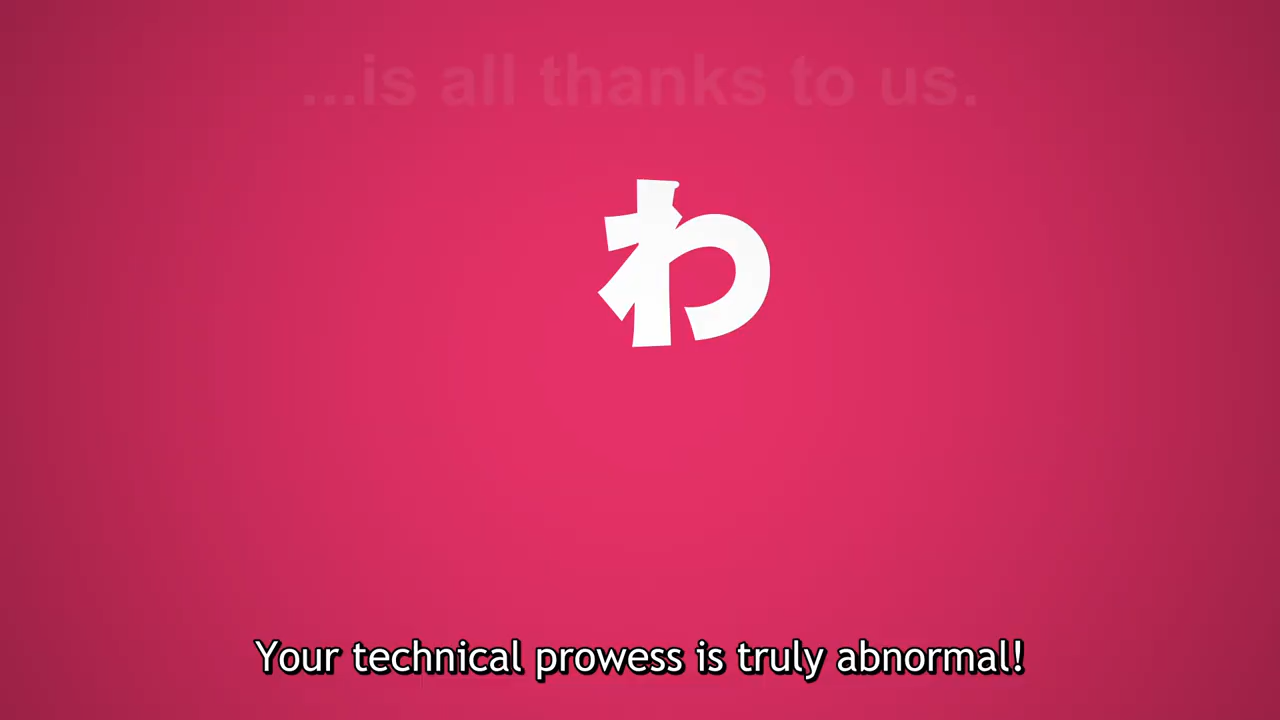 ...is all thanks to us.
わ
Your technical prowess is truly abnormal!